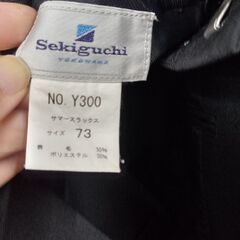 Sekiguchi
YOKOHAMA
NO. Y300
サマースラックス
サイズ 73
毛 50%
ポリエステル 50%